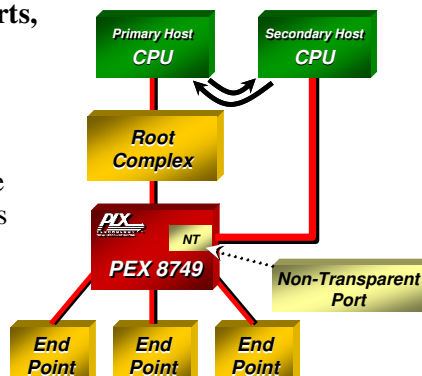 rts,
Primary Host
CPU
Secondary Host
CPU
Root
Complex
e
s
PLX
TECHNOLOGY
NT
PEX 8749
Non-Transparent
Port
End
Point
End
Point
End
Point